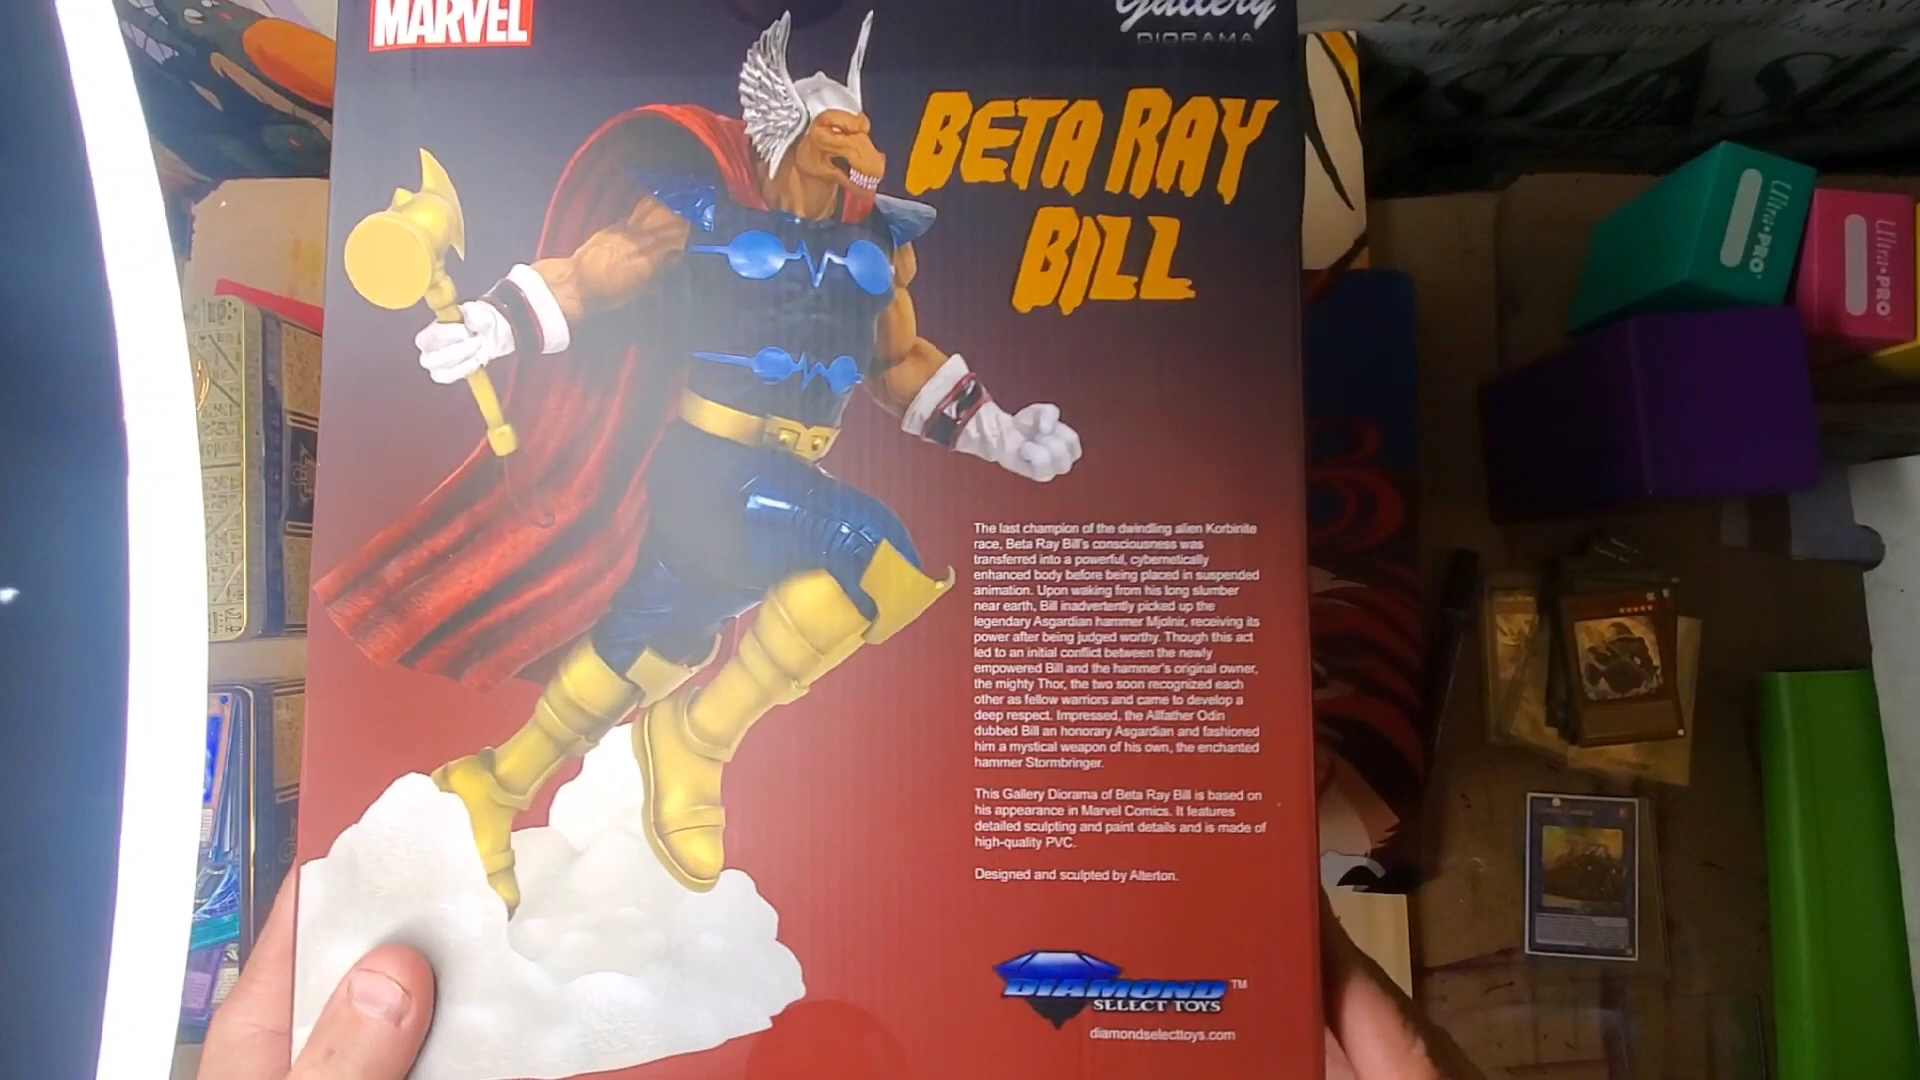 MARVEL
Gallery
DIORAMA
BETA RAY
BILL
The last champion of the dwindling alien Korbinite
race, Beta Ray Bill's consciousness was
transferred into a powerful, cybernetically
enhanced body before being placed in suspended
animation. Upon waking from his long slumber
near earth, Bill inadvertently picked up the
legendary Asgardian hammer Mjolnir, receiving its
power after being judged worthy. Though this act
led to an initial conflict between the newly
empowered Bill and the hammer's original owner,
the mighty Thor, the two soon recognized each
other as fellow warriors and came to develop a
deep respect. Impressed, the Allfather Odin
dubbed Bill an honorary Asgardian and fashioned
him a mystical weapon of his own, the enchanted
hammer Stormbringer.
This Gallery Diorama of Beta Ray Bill is based on
his appearance in Marvel Comics. It features
detailed sculpting and paint details and is made of
high-quality PVC.
Designed and sculpted by Alterton.
DIAMOND TM
SELECT TOYS
diamondselecttoys.com
Ultra•PRO
Ultra•PRO